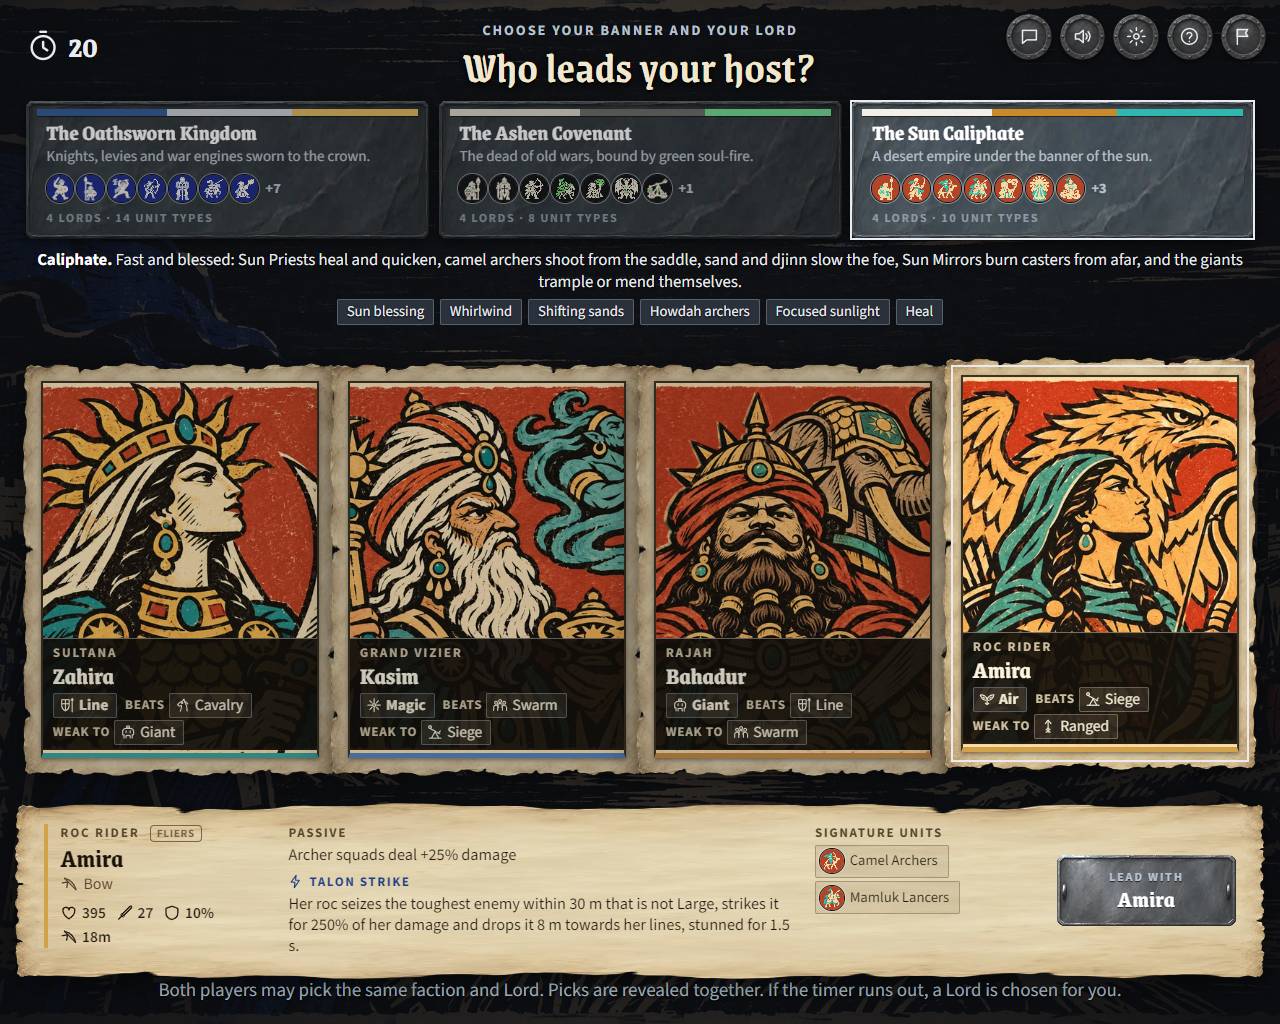 20
CHOOSE YOUR BANNER AND YOUR LORD
Who leads your host?
The Oathsworn Kingdom
Knights, levies and war engines sworn to the crown.
+7
4 LORDS · 14 UNIT TYPES
The Ashen Covenant
The dead of old wars, bound by green soul-fire.
+1
4 LORDS · 8 UNIT TYPES
The Sun Caliphate
A desert empire under the banner of the sun.
+3
4 LORDS · 10 UNIT TYPES
Caliphate. Fast and blessed: Sun Priests heal and quicken, camel archers shoot from the saddle, sand and djinn slow the foe, Sun Mirrors burn casters from afar, and the giants
trample or mend themselves.
Sun blessing Whirlwind Shifting sands Howdah archers Focused sunlight Heal
SULTANA
Zahira
Line BEATS Cavalry
WEAK TO Giant
GRAND VIZIER
Kasim
Magic BEATS Swarm
WEAK TO Siege
RAJAH
Bahadur
Giant BEATS Line
WEAK TO Swarm
ROC RIDER
Amira
Air BEATS Siege
WEAK TO Ranged
ROC RIDER FLIERS
Amira
Bow
395 27 10%
18m
PASSIVE
Archer squads deal +25% damage
TALON STRIKE
Her roc seizes the toughest enemy within 30 m that is not Large, strikes it
for 250% of her damage and drops it 8 m towards her lines, stunned for 1.5
s.
SIGNATURE UNITS
Camel Archers
Mamluk Lancers
LEAD WITH
Amira
Both players may pick the same faction and Lord. Picks are revealed together. If the timer runs out, a Lord is chosen for you.